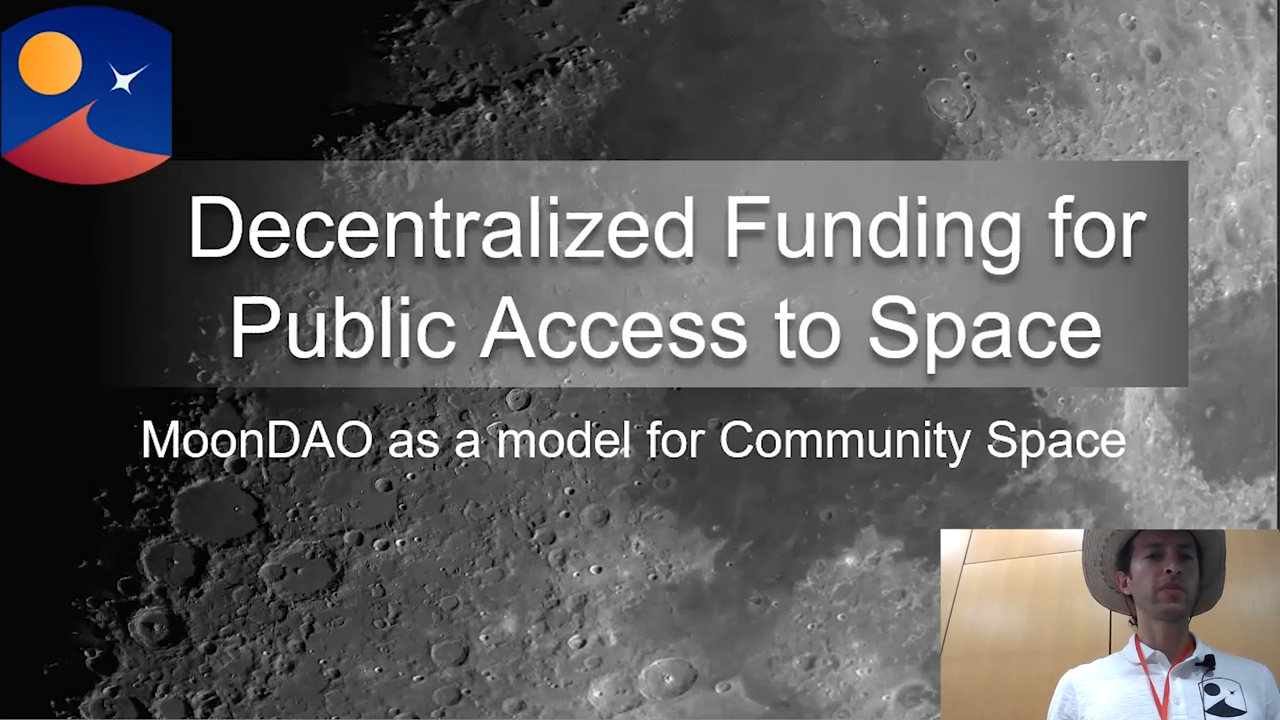 Decentralized Funding for
Public Access to Space
MoonDAO as a model for Community Space